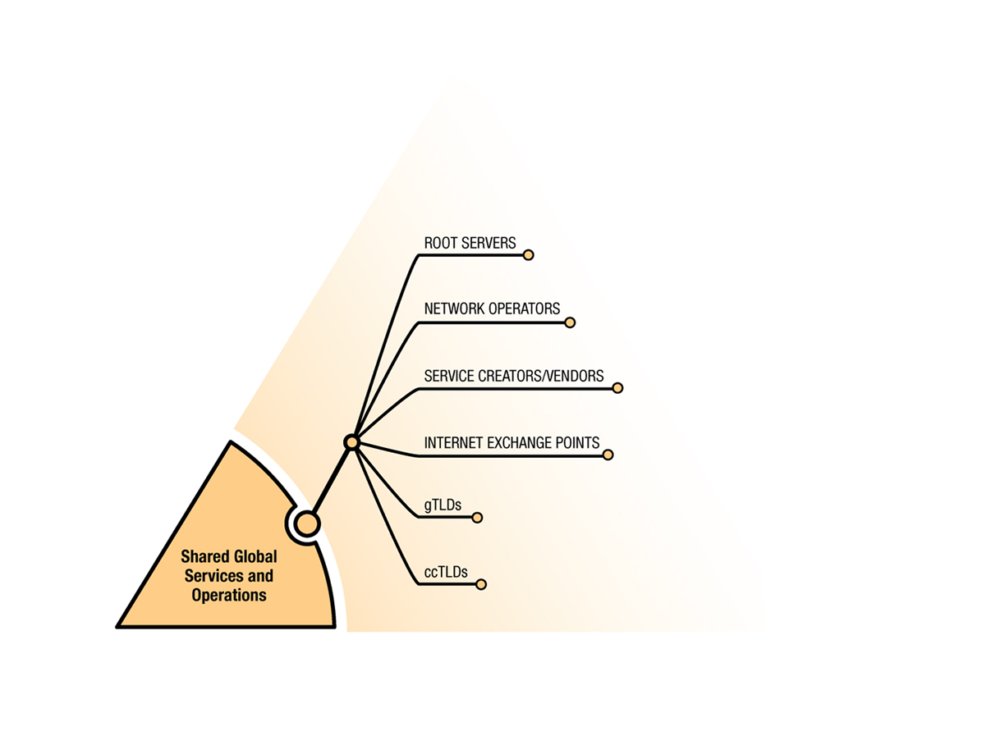 ROOT SERVERS
NETWORK OPERATORS
SERVICE CREATORS/VENDORS
INTERNET EXCHANGE POINTS
gTLDs
ccTLDs
Shared Global
Services and
Operations